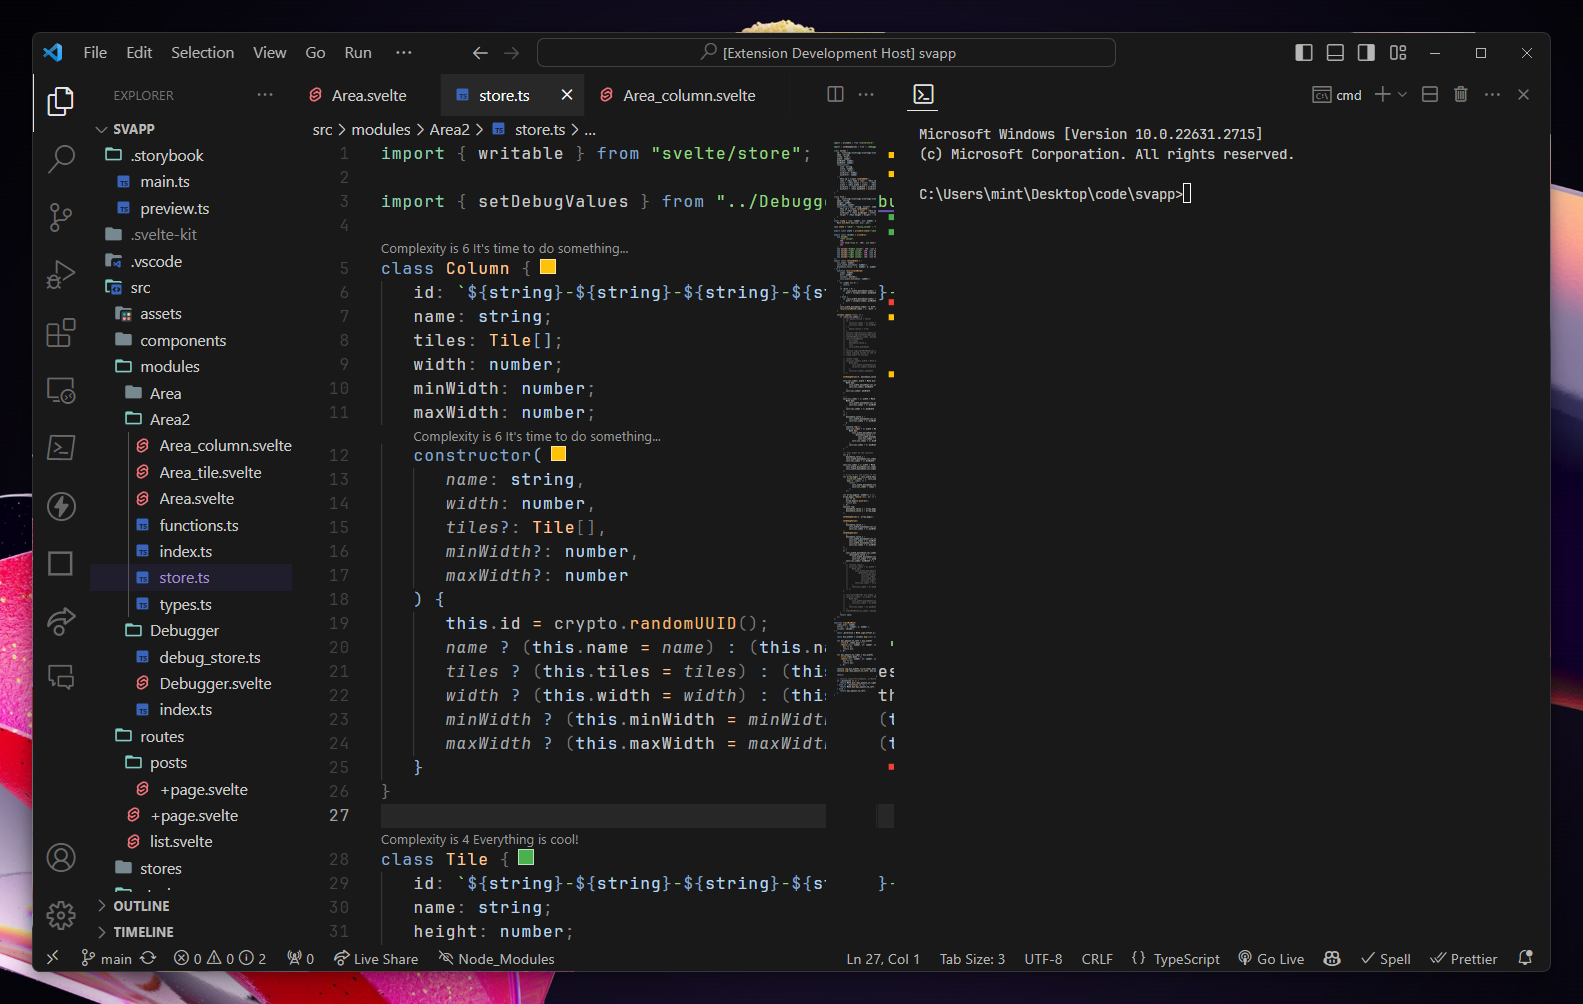 File Edit Selection View Go Run ··· [Extension Development Host] svapp
EXPLORER ···
SVAPP
.storybook
main.ts
preview.ts
.svelte-kit
.vscode
src
assets
components
modules
Area
Area2
Area_column.svelte
Area_tile.svelte
Area.svelte
functions.ts
index.ts
store.ts
types.ts
Debugger
debug_store.ts
Debugger.svelte
index.ts
routes
posts
+page.svelte
+page.svelte
list.svelte
stores
OUTLINE
TIMELINE
Area.svelte store.ts Area_column.svelte
src > modules > Area2 > store.ts > ...
1 import { writable } from "svelte/store";
2
3 import { setDebugValues } from "../Debugg
4
Complexity is 6 It's time to do something...
5 class Column {
6 id: `${string}-${string}-${string}-${st }-
7 name: string;
8 tiles: Tile[];
9 width: number;
10 minWidth: number;
11 maxWidth: number;
Complexity is 6 It's time to do something...
12 constructor(
13 name: string,
14 width: number,
15 tiles?: Tile[],
16 minWidth?: number,
17 maxWidth?: number
18 ) {
19 this.id = crypto.randomUUID();
20 name ? (this.name = name) : (this.na '
21 tiles ? (this.tiles = tiles) : (this es
22 width ? (this.width = width) : (this th
23 minWidth ? (this.minWidth = minWidth (t
24 maxWidth ? (this.maxWidth = maxWidth (t
25 }
26 }
27
Complexity is 4 Everything is cool!
28 class Tile {
29 id: `${string}-${string}-${string}-${st }-
30 name: string;
31 height: number;
cmd
Microsoft Windows [Version 10.0.22631.2715]
(c) Microsoft Corporation. All rights reserved.
C:\Users\mint\Desktop\code\svapp>
main 0 0 2 0 Live Share Node_Modules Ln 27, Col 1 Tab Size: 3 UTF-8 CRLF {} TypeScript Go Live Spell Prettier